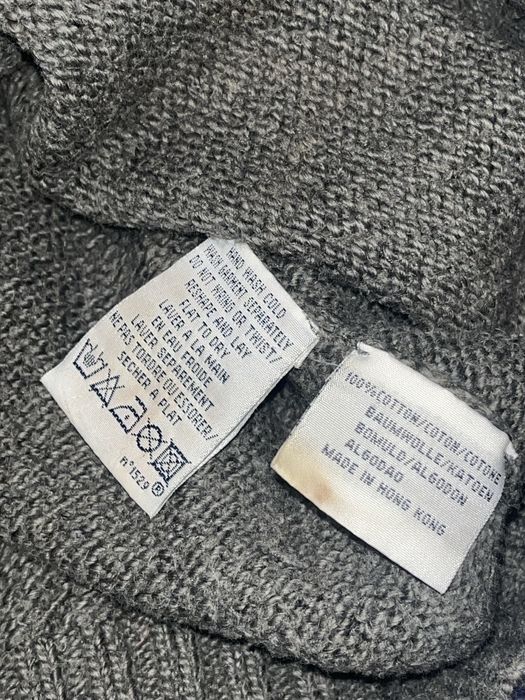 HAND WASH COLD
WASH GARMENT SEPARATELY
DO NOT WRING OR TWIST/
RESHAPE AND LAY
FLAT TO DRY
LAVER A LA MAIN
EN EAU FROIDE
LAVER SEPAREMENT
NE PAS TORDRE OU ESSORER/
SECHER A PLAT
N°1529 ®
100%COTTON/COTON/COTONE
BAUMWOLLE/KATOEN
BOMULD/ALGODON
ALGODAO
MADE IN HONG KONG